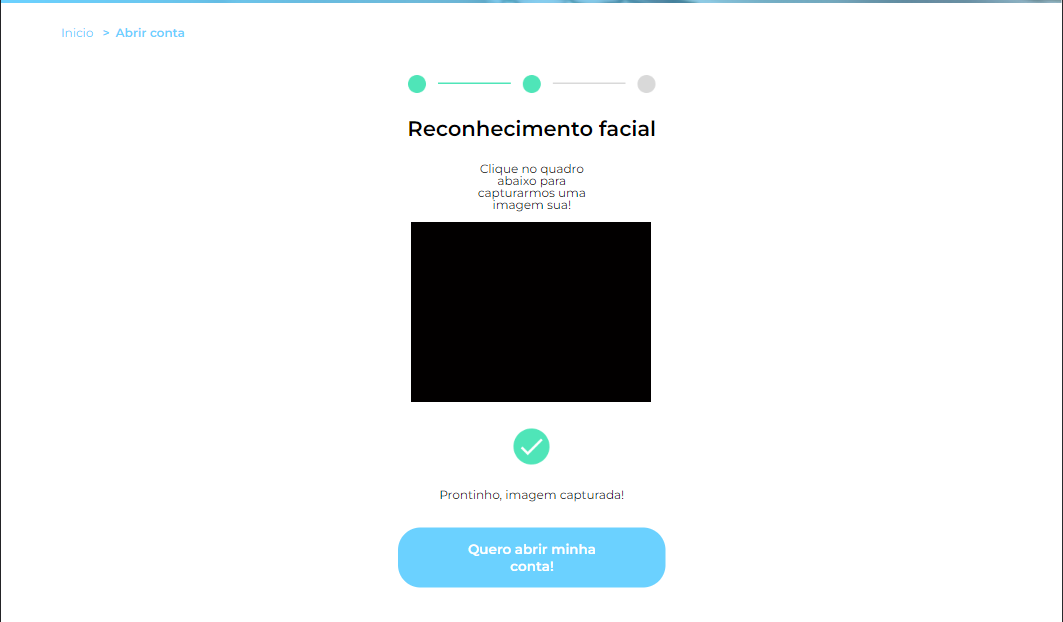 Inicio > Abrir conta
Reconhecimento facial
Clique no quadro
abaixo para
capturarmos uma
imagem sua!
Prontinho, imagem capturada!
Quero abrir minha
conta!